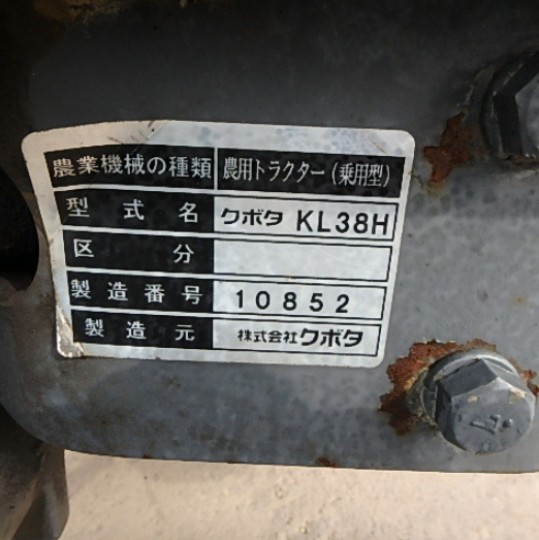 農業機械の種類 農用トラクター(乗用型)
型式名 クボタ KL38H
区分
製造番号 10852
製造元 株式会社クボタ
4